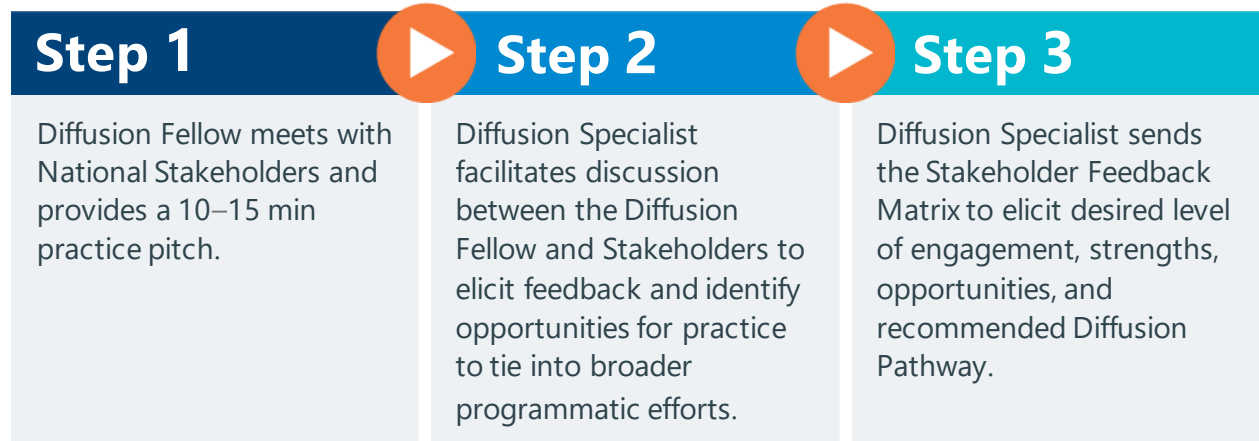 Step 1
Diffusion Fellow meets with
National Stakeholders and
provides a 10–15 min
practice pitch.
Step 2
Diffusion Specialist
facilitates discussion
between the Diffusion
Fellow and Stakeholders to
elicit feedback and identify
opportunities for practice
to tie into broader
programmatic efforts.
Step 3
Diffusion Specialist sends
the Stakeholder Feedback
Matrix to elicit desired level
of engagement, strengths,
opportunities, and
recommended Diffusion
Pathway.